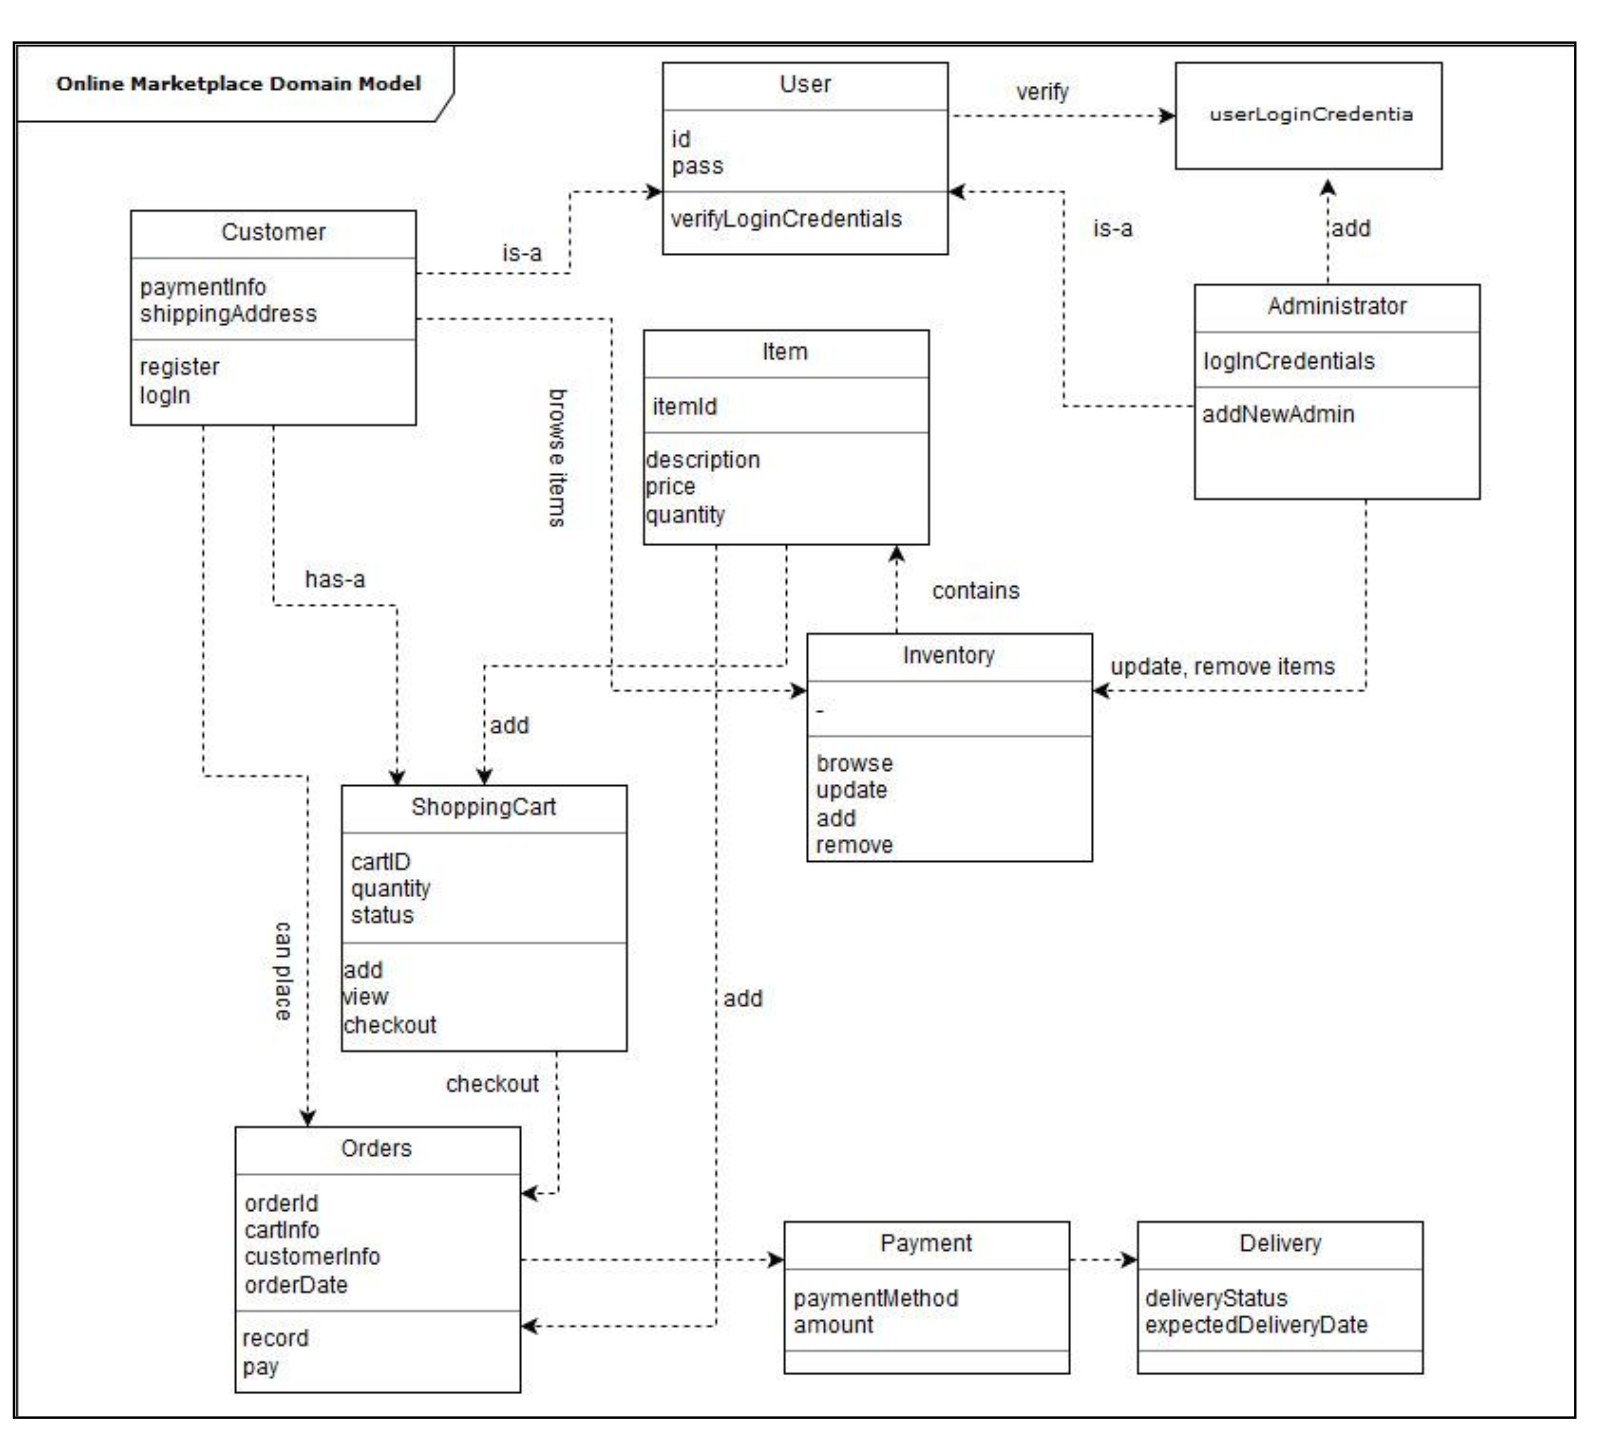 Online Marketplace Domain Model
User
id
pass
verifyLoginCredentials
verify
userLoginCredentia
Customer
paymentInfo
shippingAddress
register
logIn
is-a
is-a
add
Administrator
logInCredentials
addNewAdmin
Item
itemId
description
price
quantity
browse items
has-a
contains
Inventory
-
browse
update
add
remove
update, remove items
add
ShoppingCart
cartID
quantity
status
add
view
checkout
can place
add
checkout
Orders
orderId
cartInfo
customerInfo
orderDate
record
pay
Payment
paymentMethod
amount
Delivery
deliveryStatus
expectedDeliveryDate